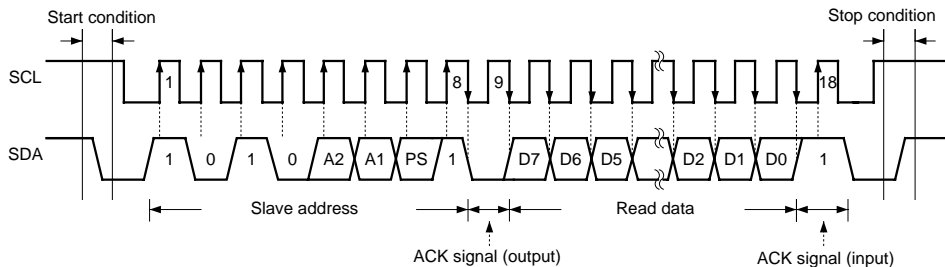 Start condition
Stop condition
SCL
1
8
9
18
SDA
1 0 1 0 A2 A1 PS 1 D7 D6 D5 D2 D1 D0 1
Slave address
Read data
ACK signal (output)
ACK signal (input)